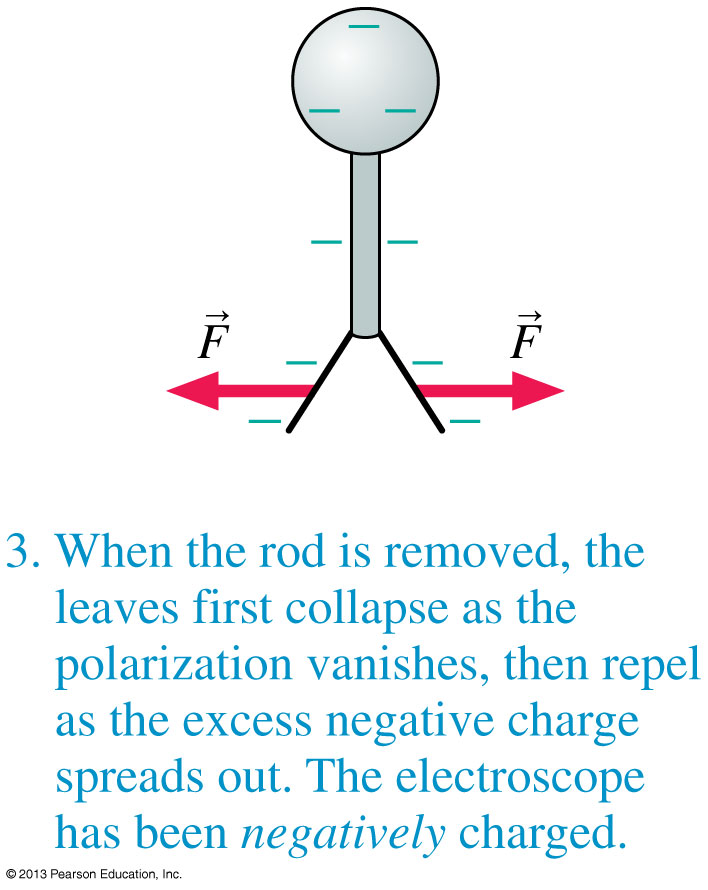 F F
3. When the rod is removed, the
leaves first collapse as the
polarization vanishes, then repel
as the excess negative charge
spreads out. The electroscope
has been negatively charged.
© 2013 Pearson Education, Inc.